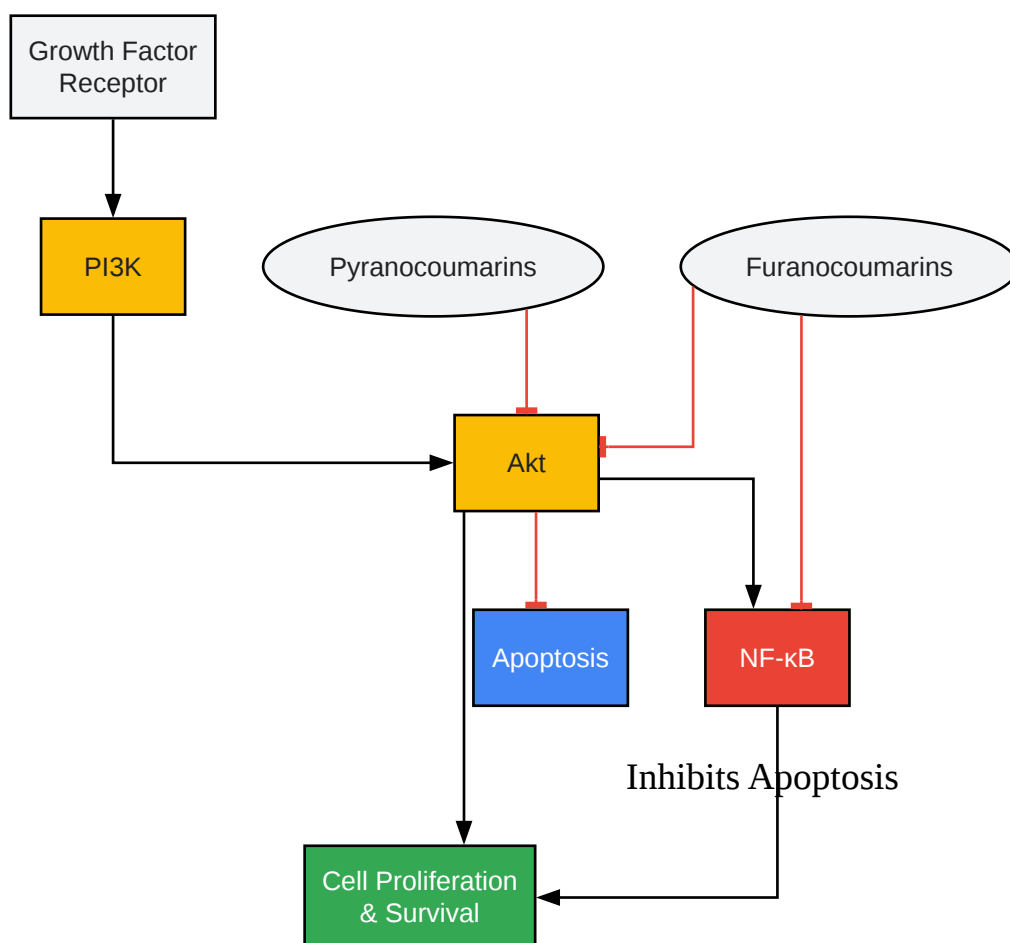 Growth Factor
Receptor
PI3K
Pyranocoumarins
Furanocoumarins
Akt
Apoptosis
NF-κB
Inhibits Apoptosis
Cell Proliferation
& Survival